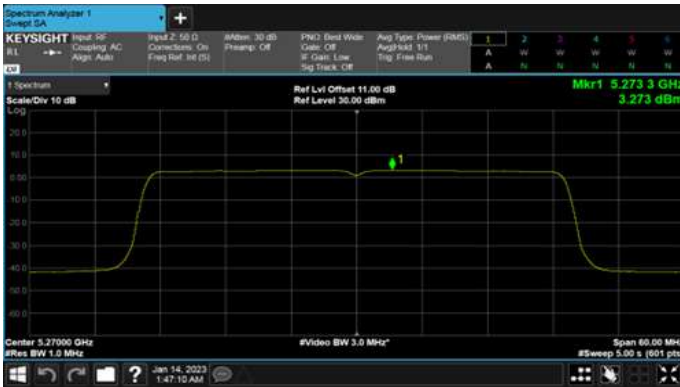 Spectrum Analyzer 1
Swept SA
+
KEYSIGHT
Input: RF
Input Z: 50 Ω
#Atten: 30 dB
PNO: Best Wide
Avg Type: Power (RMS)
1 2 3 4 5 6
RL
Coupling: AC
Corrections: On
Preamp: Off
Gate: Off
Avg|Hold: 1/1
A W W W W W
Align: Auto
Freq Ref: Int (S)
IF Gain: Low
Trig: Free Run
A N N N N N
Sig Track: Off
1 Spectrum
Ref Lvl Offset 11.00 dB
Mkr1 5.273 3 GHz
Scale/Div 10 dB
Ref Level 30.00 dBm
3.273 dBm
Log
20.0
10.0
1
0.00
-10.0
-20.0
-30.0
-40.0
-50.0
-60.0
Center 5.27000 GHz
#Video BW 3.0 MHz*
Span 60.00 MHz
#Res BW 1.0 MHz
#Sweep 5.00 s (601 pts)
?
Jan 14, 2023
1:47:10 AM